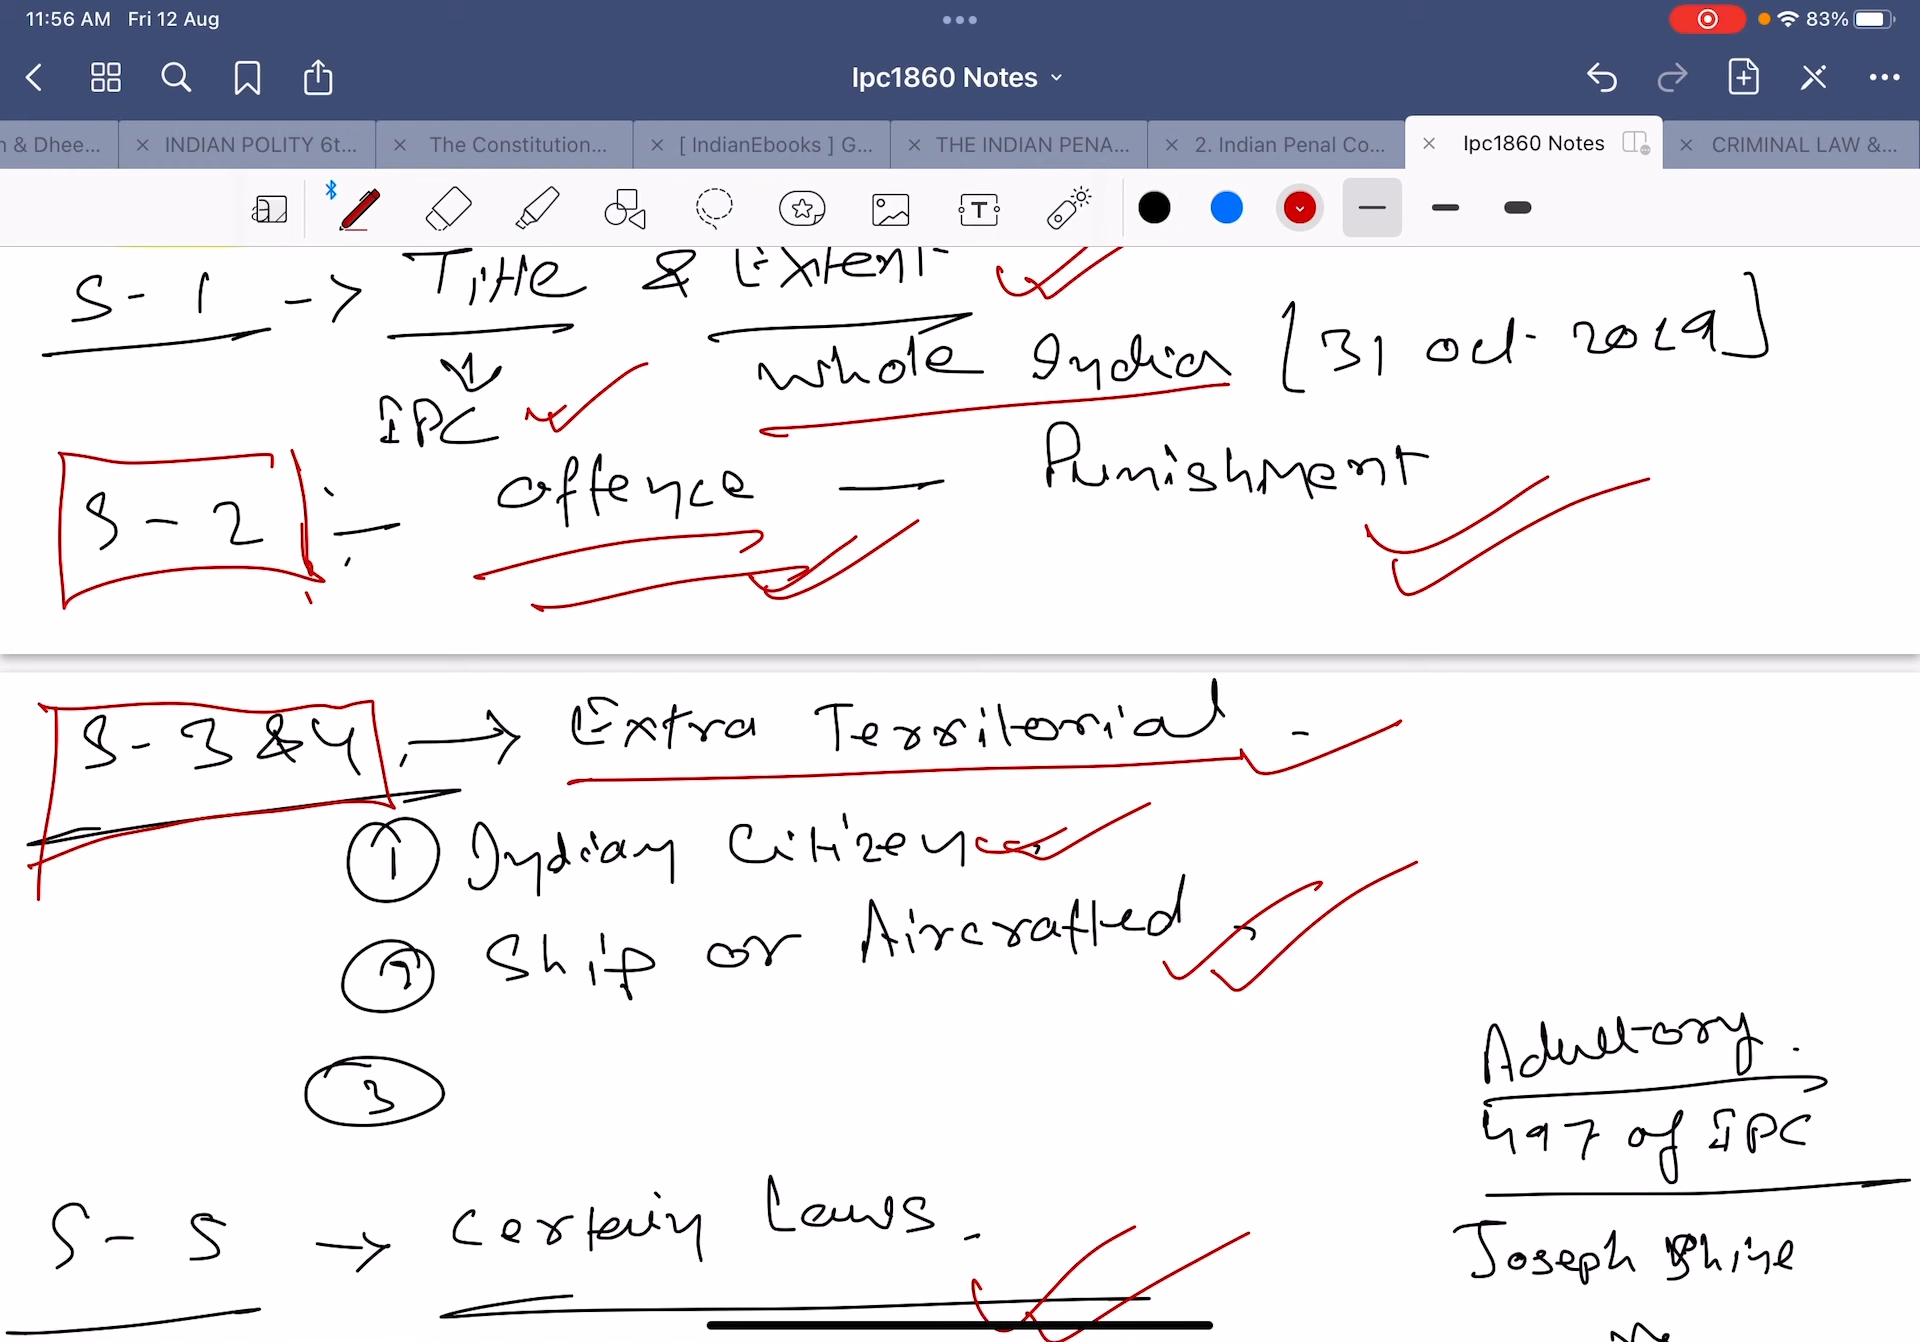 11:56 AM Fri 12 Aug
83%
Ipc1860 Notes
n & Dhee...
INDIAN POLITY 6t...
The Constitution...
[ IndianEbooks ] G...
THE INDIAN PENA...
2. Indian Penal Co...
Ipc1860 Notes
CRIMINAL LAW &...
S-1 -> Title & Extent
IPC whole India [31 oct. 2019]
S-2 :- offence — Punishment
S-3 & 4 → Extra Territorial -
① Indian Citizen
② Ship or Aircrafted
③
Adultory.
497 of IPC
S-5 → Certain Laws.
Joseph Shine